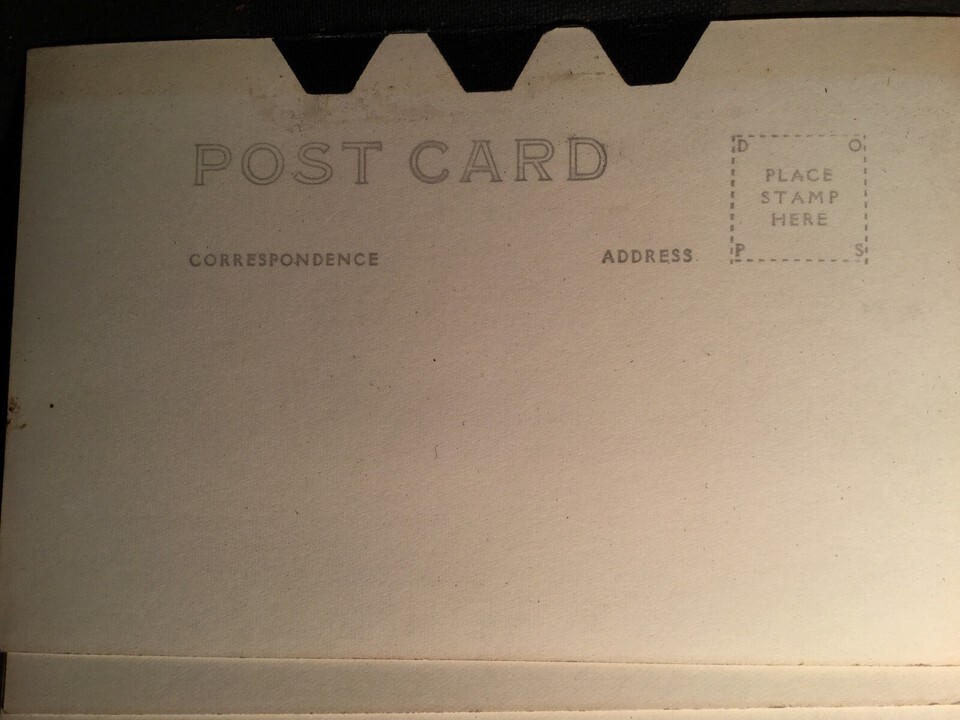 POST CARD
D O
PLACE
STAMP
HERE
P S
CORRESPONDENCE
ADDRESS